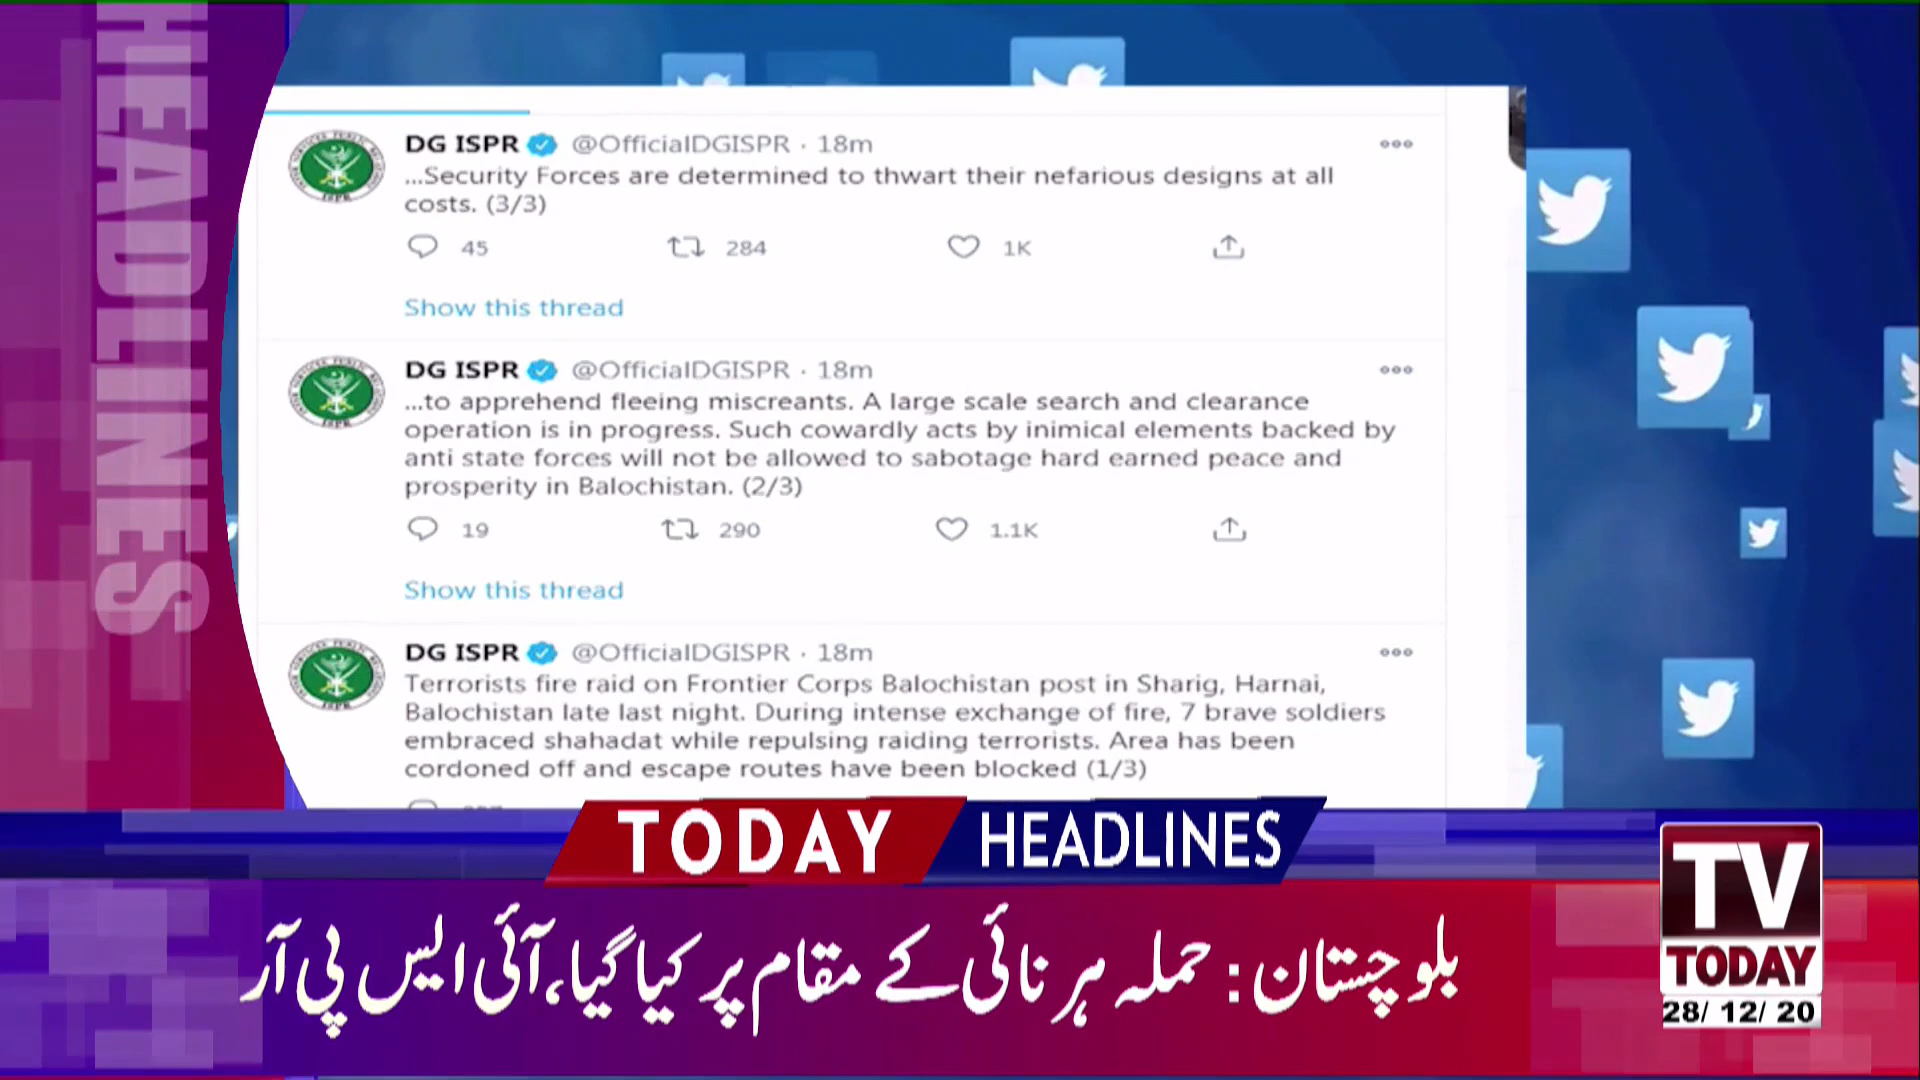 HEADLINES
DG ISPR @OfficialDGISPR · 18m
...Security Forces are determined to thwart their nefarious designs at all
costs. (3/3)
45 284 1K
Show this thread
DG ISPR @OfficialDGISPR · 18m
...to apprehend fleeing miscreants. A large scale search and clearance
operation is in progress. Such cowardly acts by inimical elements backed by
anti state forces will not be allowed to sabotage hard earned peace and
prosperity in Balochistan. (2/3)
19 290 1.1K
Show this thread
DG ISPR @OfficialDGISPR · 18m
Terrorists fire raid on Frontier Corps Balochistan post in Sharig, Harnai,
Balochistan late last night. During intense exchange of fire, 7 brave soldiers
embraced shahadat while repulsing raiding terrorists. Area has been
cordoned off and escape routes have been blocked (1/3)
TODAY HEADLINES
بلوچستان: حملہ ہرنائی کے مقام پر کیا گیا، آئی ایس پی آر
TV
TODAY
28/ 12/ 20